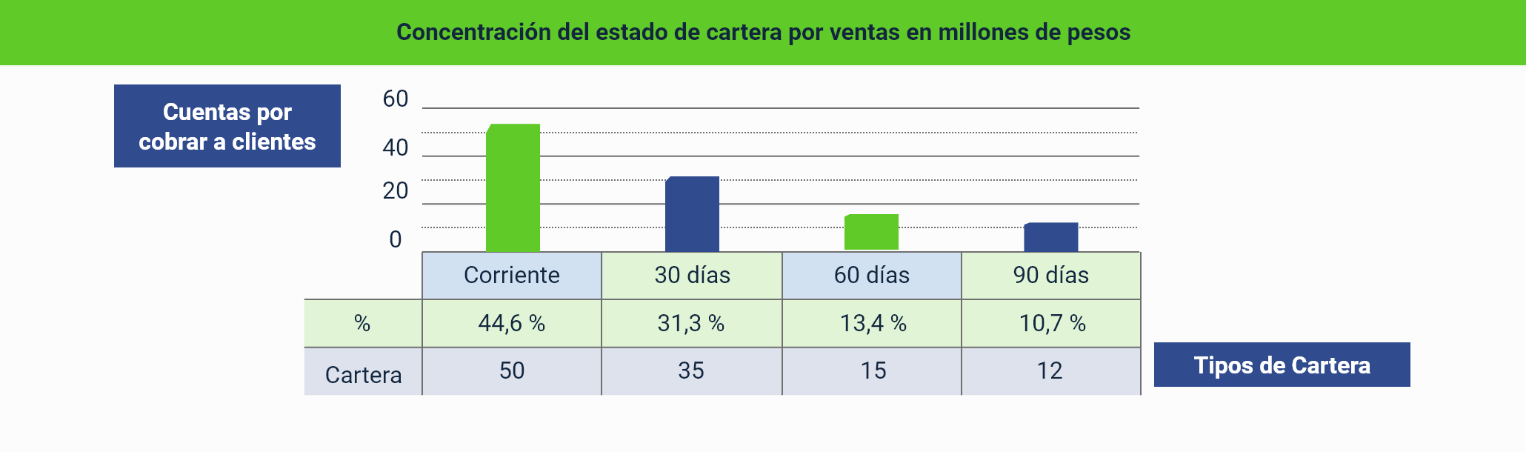 Concentración del estado de cartera por ventas en millones de pesos
Cuentas por
cobrar a clientes
60
40
20
0
Corriente 30 días 60 días 90 días
% 44,6 % 31,3 % 13,4 % 10,7 %
Cartera 50 35 15 12
Tipos de Cartera